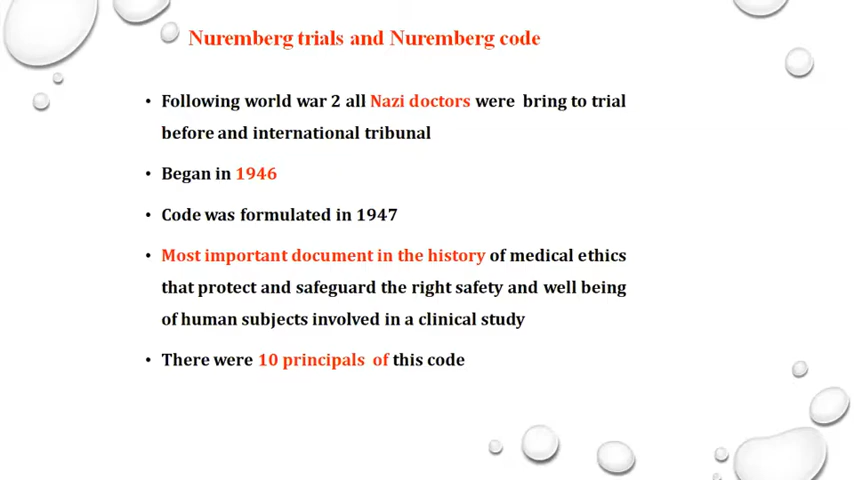 Nuremberg trials and Nuremberg code
• Following world war 2 all Nazi doctors were bring to trial
before and international tribunal
• Began in 1946
• Code was formulated in 1947
• Most important document in the history of medical ethics
that protect and safeguard the right safety and well being
of human subjects involved in a clinical study
• There were 10 principals of this code